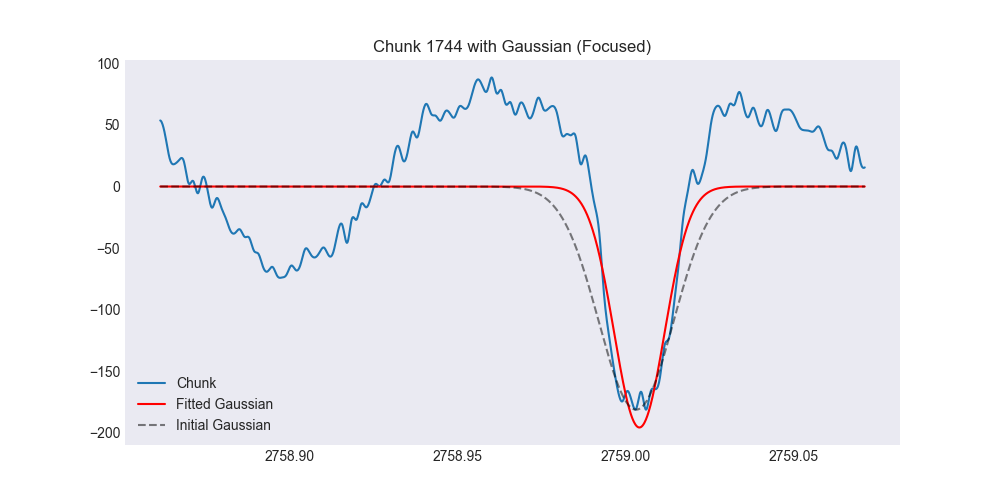 Chunk 1744 with Gaussian (Focused)
100
50
0
−50
−100
−150
−200
Chunk
Fitted Gaussian
Initial Gaussian
2758.90 2758.95 2759.00 2759.05